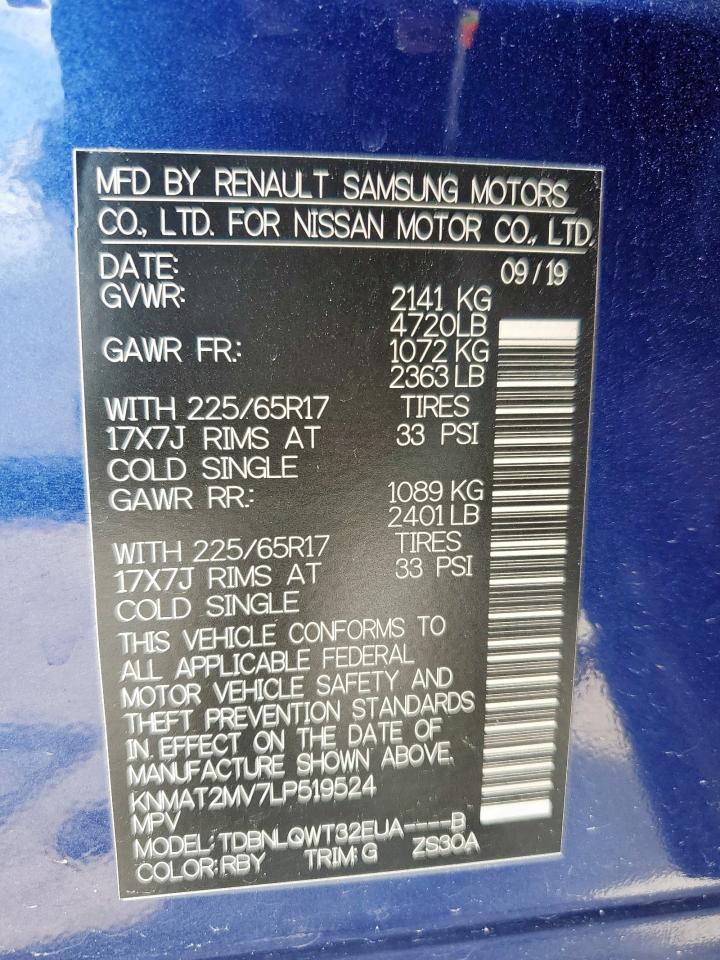 MFD BY RENAULT SAMSUNG MOTORS
CO., LTD. FOR NISSAN MOTOR CO., LTD.
DATE: 09/19
GVWR: 2141 KG
4720LB
GAWR FR.: 1072 KG
2363 LB
WITH 225/65R17 TIRES
17X7J RIMS AT 33 PSI
COLD SINGLE
GAWR RR.: 1089 KG
2401 LB
WITH 225/65R17 TIRES
17X7J RIMS AT 33 PSI
COLD SINGLE
THIS VEHICLE CONFORMS TO
ALL APPLICABLE FEDERAL
MOTOR VEHICLE SAFETY AND
THEFT PREVENTION STANDARDS
IN EFFECT ON THE DATE OF
MANUFACTURE SHOWN ABOVE.
KNMAT2MV7LP519524
MPV
MODEL: TDBNLQWT32EUA----B
COLOR: RBY TRIM: G ZS30A